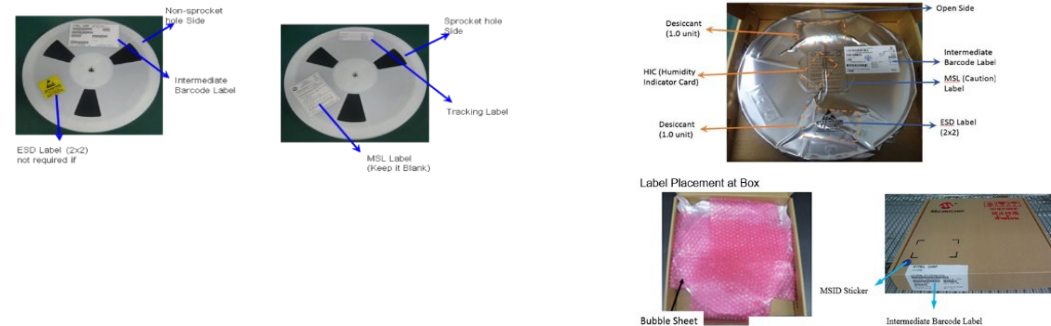 Non-sprocket
hole Side
Intermediate
Barcode Label
ESD Label (2x2)
not required if
Sprocket hole
Side
Tracking Label
MSL Label
(Keep it Blank)
Open Side
Desiccant
(1.0 unit)
Intermediate
Barcode Label
HIC (Humidity
Indicator Card)
MSL (Caution)
Label
Desiccant
(1.0 unit)
ESD Label
(2x2)
Label Placement at Box
MICROCHIP
MSID Sticker
Bubble Sheet
Intermediate Barcode Label